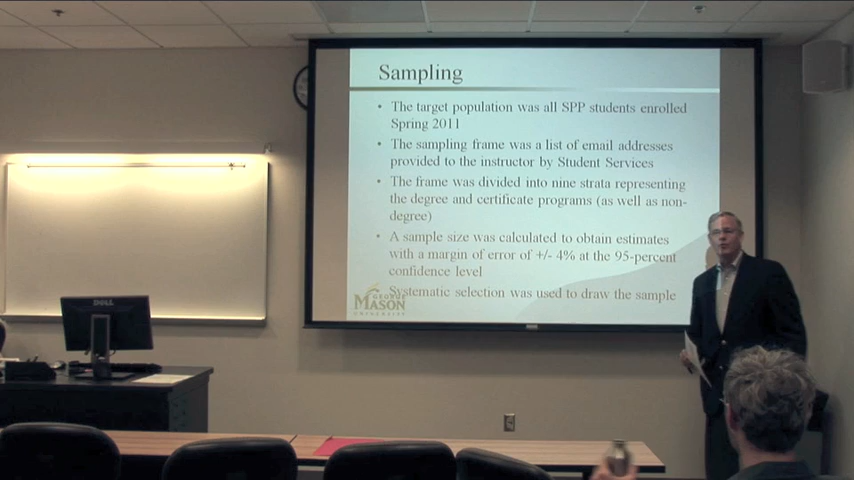 Sampling
• The target population was all SPP students enrolled
Spring 2011
• The sampling frame was a list of email addresses
provided to the instructor by Student Services
• The frame was divided into nine strata representing
the degree and certificate programs (as well as non-
degree)
• A sample size was calculated to obtain estimates
with a margin of error of +/- 4% at the 95-percent
confidence level
• Systematic selection was used to draw the sample
GEORGE
MASON
UNIVERSITY
DELL